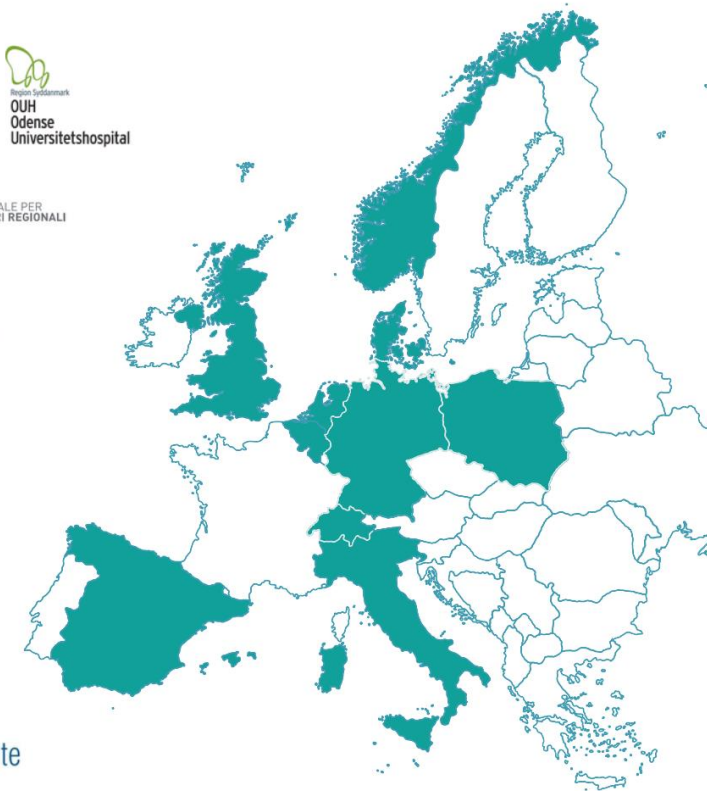 Region Syddanmark
OUH
Odense
Universitetshospital
ALE PER
I REGIONALI
te